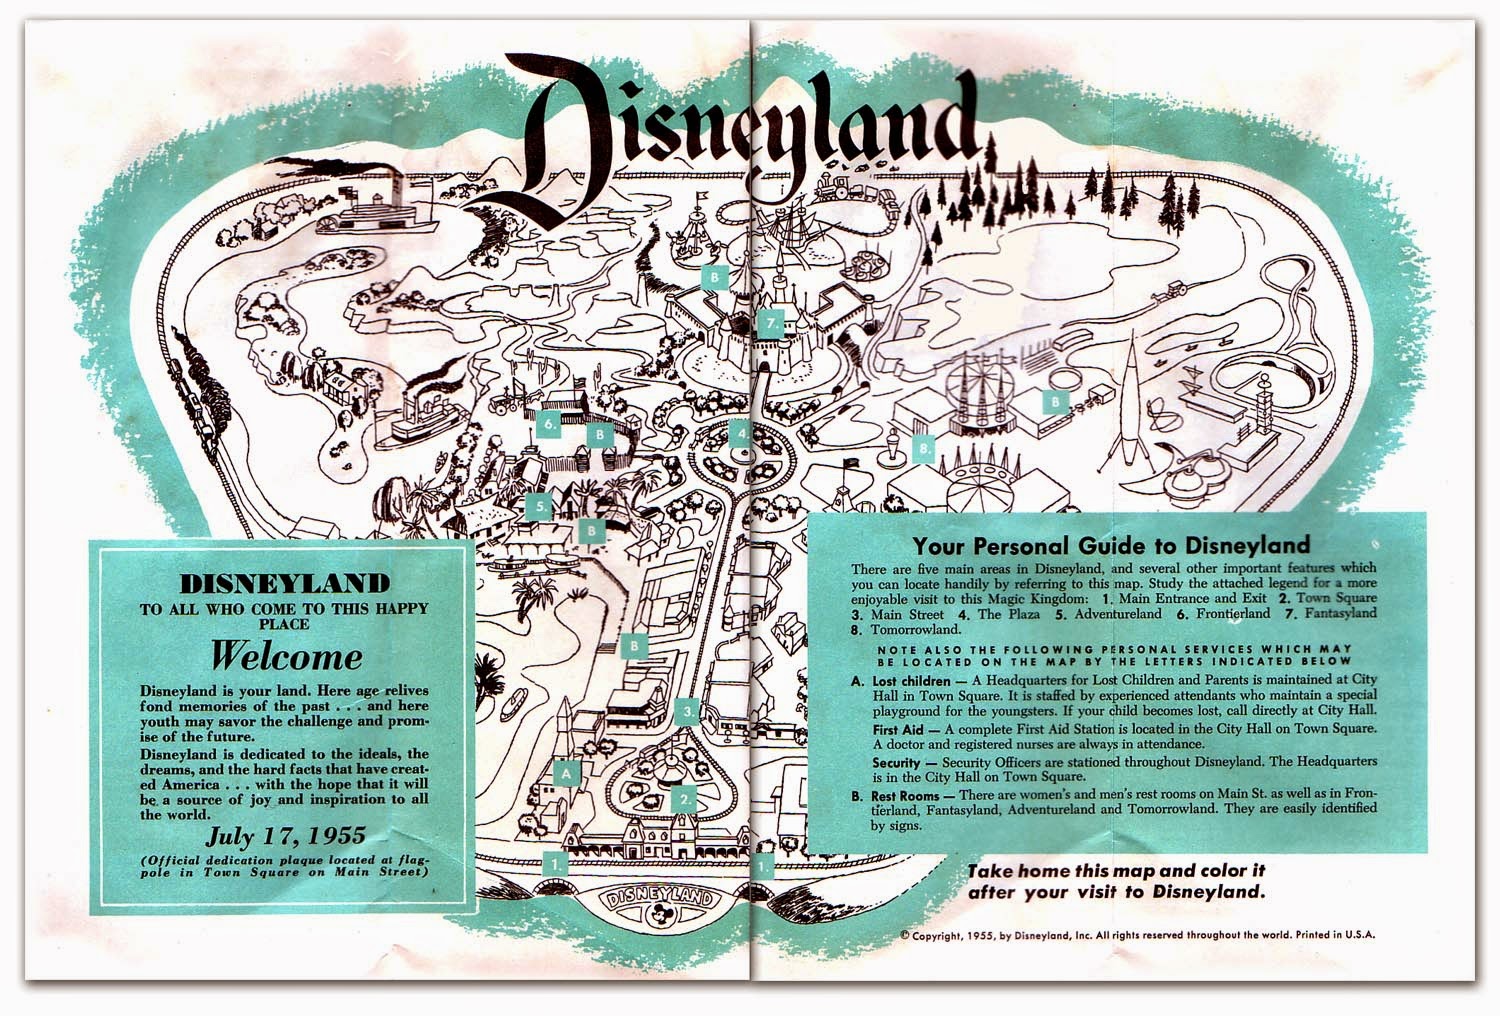 Disneyland
B
7.
B
4.
6.
B
8.
5.
B
B
3.
A
2.
1.
1.
DISNEYLAND
DISNEYLAND
TO ALL WHO COME TO THIS HAPPY
PLACE
Welcome
Disneyland is your land. Here age relives
fond memories of the past . . . and here
youth may savor the challenge and prom-
ise of the future.
Disneyland is dedicated to the ideals, the
dreams, and the hard facts that have creat-
ed America . . . with the hope that it will
be a source of joy and inspiration to all
the world.
July 17, 1955
(Official dedication plaque located at flag-
pole in Town Square on Main Street)
Your Personal Guide to Disneyland
There are five main areas in Disneyland, and several other important features which
you can locate handily by referring to this map. Study the attached legend for a more
enjoyable visit to this Magic Kingdom: 1. Main Entrance and Exit 2. Town Square
3. Main Street 4. The Plaza 5. Adventureland 6. Frontierland 7. Fantasyland
8. Tomorrowland.
NOTE ALSO THE FOLLOWING PERSONAL SERVICES WHICH MAY
BE LOCATED ON THE MAP BY THE LETTERS INDICATED BELOW
A. Lost children — A Headquarters for Lost Children and Parents is maintained at City
Hall in Town Square. It is staffed by experienced attendants who maintain a special
playground for the youngsters. If your child becomes lost, call directly at City Hall.
First Aid — A complete First Aid Station is located in the City Hall on Town Square.
A doctor and registered nurses are always in attendance.
Security — Security Officers are stationed throughout Disneyland. The Headquarters
is in the City Hall on Town Square.
B. Rest Rooms — There are women's and men's rest rooms on Main St. as well as in Fron-
tierland, Fantasyland, Adventureland and Tomorrowland. They are easily identified
by signs.
Take home this map and color it
after your visit to Disneyland.
© Copyright, 1955, by Disneyland, Inc. All rights reserved throughout the world. Printed in U.S.A.